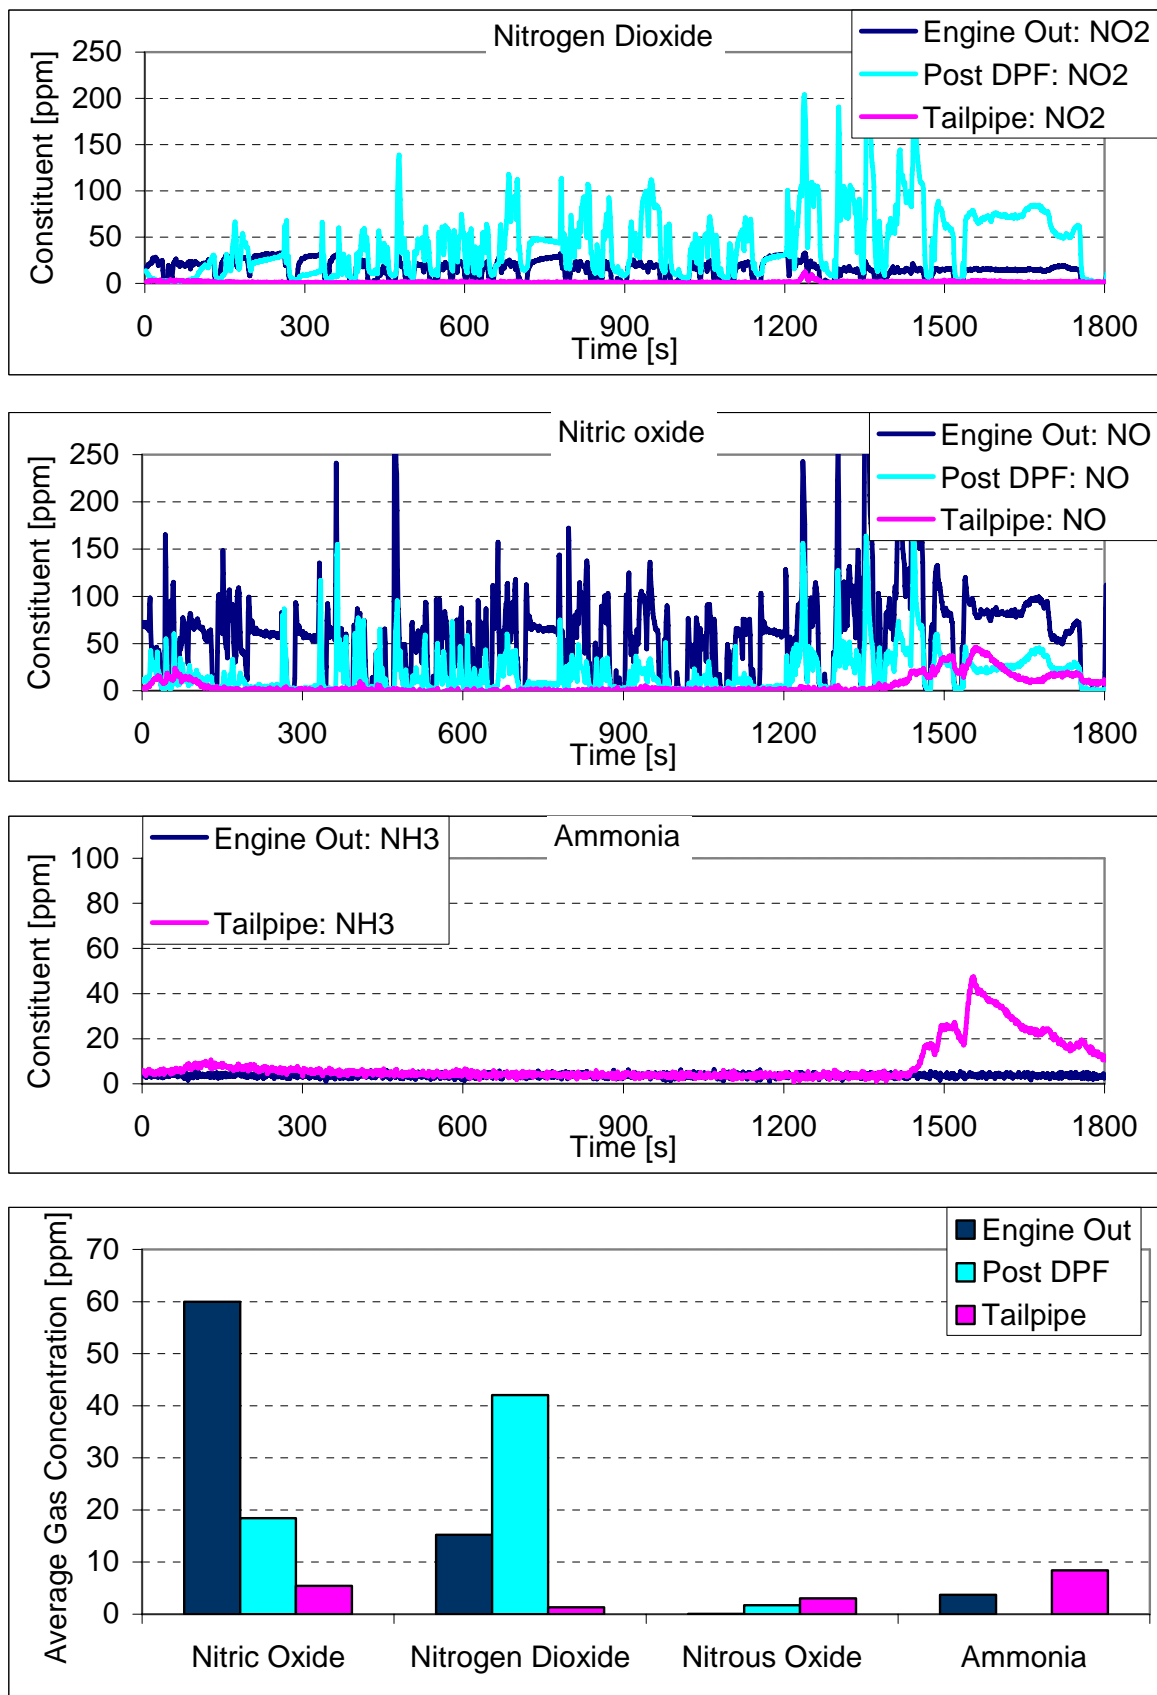 Nitrogen Dioxide
Engine Out: NO2
Post DPF: NO2
Tailpipe: NO2
Constituent [ppm]
250
200
150
100
50
0
0 300 600 900 1200 1500 1800
Time [s]
Nitric oxide
Engine Out: NO
Post DPF: NO
Tailpipe: NO
Constituent [ppm]
250
200
150
100
50
0
0 300 600 900 1200 1500 1800
Time [s]
Engine Out: NH3
Tailpipe: NH3
Ammonia
Constituent [ppm]
100
80
60
40
20
0
0 300 600 900 1200 1500 1800
Time [s]
Engine Out
Post DPF
Tailpipe
Average Gas Concentration [ppm]
70
60
50
40
30
20
10
0
Nitric Oxide Nitrogen Dioxide Nitrous Oxide Ammonia